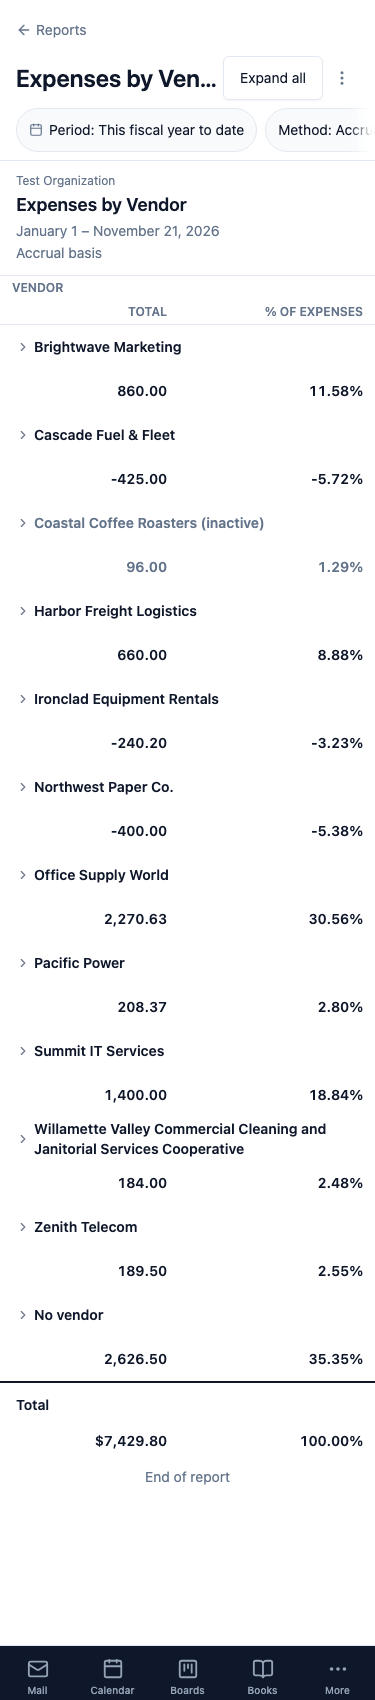 Reports
Expenses by Ven...
Expand all
Period: This fiscal year to date
Method: Accru
Test Organization
Expenses by Vendor
January 1 – November 21, 2026
Accrual basis
VENDOR
TOTAL % OF EXPENSES
Brightwave Marketing
860.00 11.58%
Cascade Fuel & Fleet
-425.00 -5.72%
Coastal Coffee Roasters (inactive)
96.00 1.29%
Harbor Freight Logistics
660.00 8.88%
Ironclad Equipment Rentals
-240.20 -3.23%
Northwest Paper Co.
-400.00 -5.38%
Office Supply World
2,270.63 30.56%
Pacific Power
208.37 2.80%
Summit IT Services
1,400.00 18.84%
Willamette Valley Commercial Cleaning and
Janitorial Services Cooperative
184.00 2.48%
Zenith Telecom
189.50 2.55%
No vendor
2,626.50 35.35%
Total
$7,429.80 100.00%
End of report
Mail Calendar Boards Books More